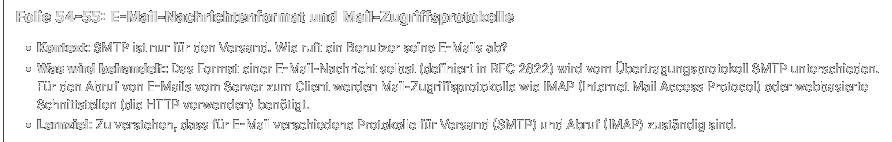 Folie 54-55: E-Mail-Nachrichtenformat und Mail-Zugriffsprotokolle
• Kontext: SMTP ist nur für den Versand. Wie ruft ein Benutzer seine E-Mails ab?
• Was wird behandelt: Das Format einer E-Mail-Nachricht selbst (definiert in RFC 2822) wird vom Übertragungsprotokoll SMTP unterschieden.
Für den Abruf von E-Mails vom Server zum Client werden Mail-Zugriffsprotokolle wie IMAP (Internet Mail Access Protocol) oder webbasierte
Schnittstellen (die HTTP verwenden) benötigt.
• Lernziel: Zu verstehen, dass für E-Mail verschiedene Protokolle für Versand (SMTP) und Abruf (IMAP) zuständig sind.